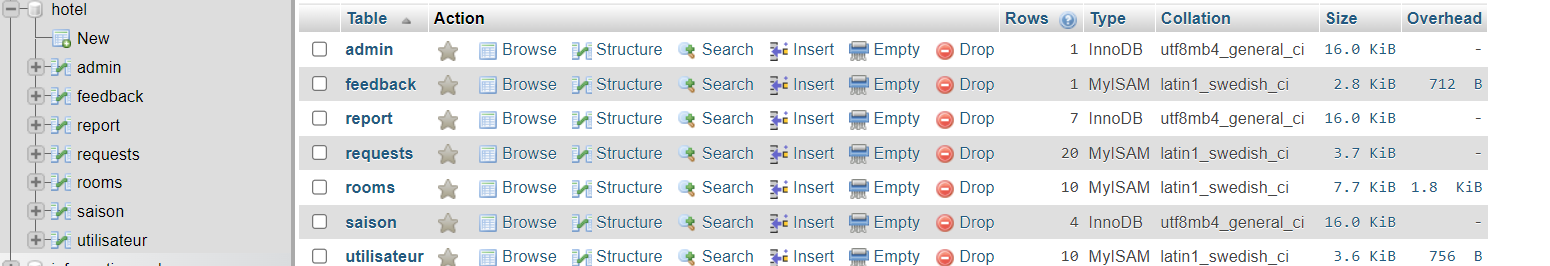 hotel
New
admin
feedback
report
requests
rooms
saison
utilisateur
Table Action Rows Type Collation Size Overhead
admin Browse Structure Search Insert Empty Drop 1 InnoDB utf8mb4_general_ci 16.0 KiB -
feedback Browse Structure Search Insert Empty Drop 1 MyISAM latin1_swedish_ci 2.8 KiB 712 B
report Browse Structure Search Insert Empty Drop 7 InnoDB utf8mb4_general_ci 16.0 KiB -
requests Browse Structure Search Insert Empty Drop 20 MyISAM latin1_swedish_ci 3.7 KiB -
rooms Browse Structure Search Insert Empty Drop 10 MyISAM latin1_swedish_ci 7.7 KiB 1.8 KiB
saison Browse Structure Search Insert Empty Drop 4 InnoDB utf8mb4_general_ci 16.0 KiB -
utilisateur Browse Structure Search Insert Empty Drop 10 MyISAM latin1_swedish_ci 3.6 KiB 756 B